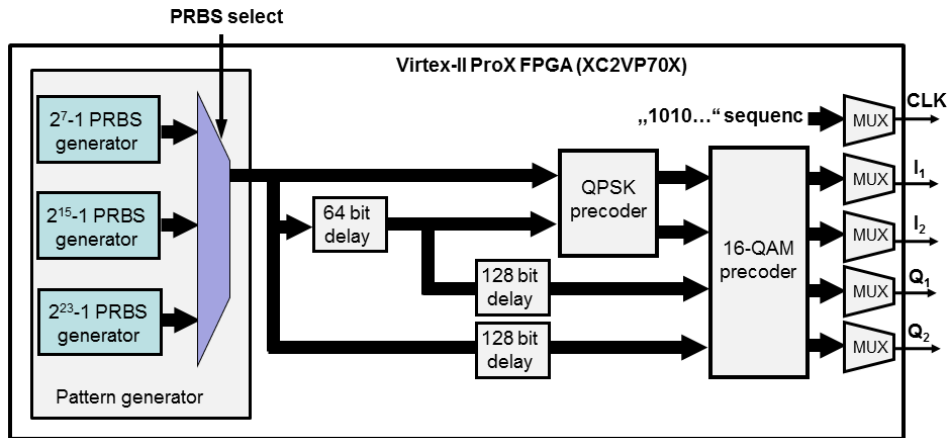 PRBS select
Virtex-II ProX FPGA (XC2VP70X)
2⁷-1 PRBS
generator
2¹⁵-1 PRBS
generator
2²³-1 PRBS
generator
Pattern generator
64 bit
delay
128 bit
delay
128 bit
delay
QPSK
precoder
16-QAM
precoder
„1010…“ sequenc
MUX
CLK
MUX
I₁
MUX
I₂
MUX
Q₁
MUX
Q₂